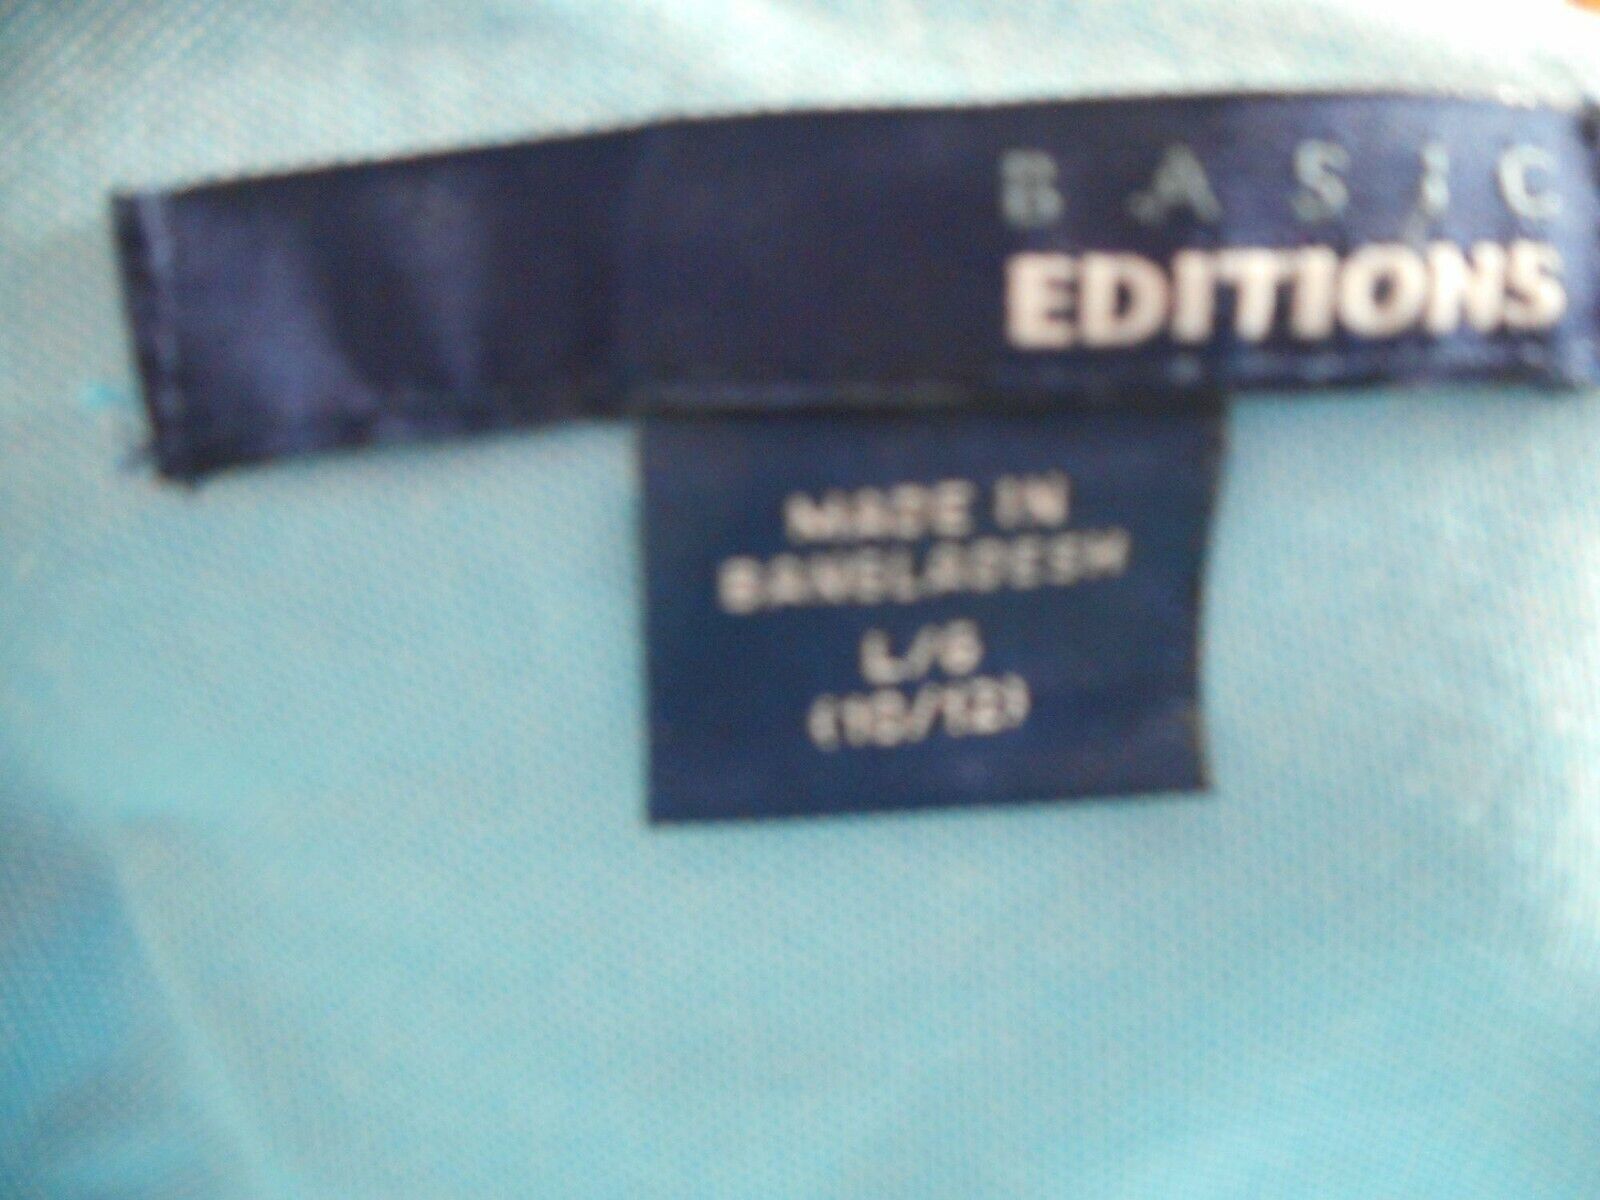 BASIC
EDITIONS
MADE IN
BANGLADESH
L/G
(10/12)